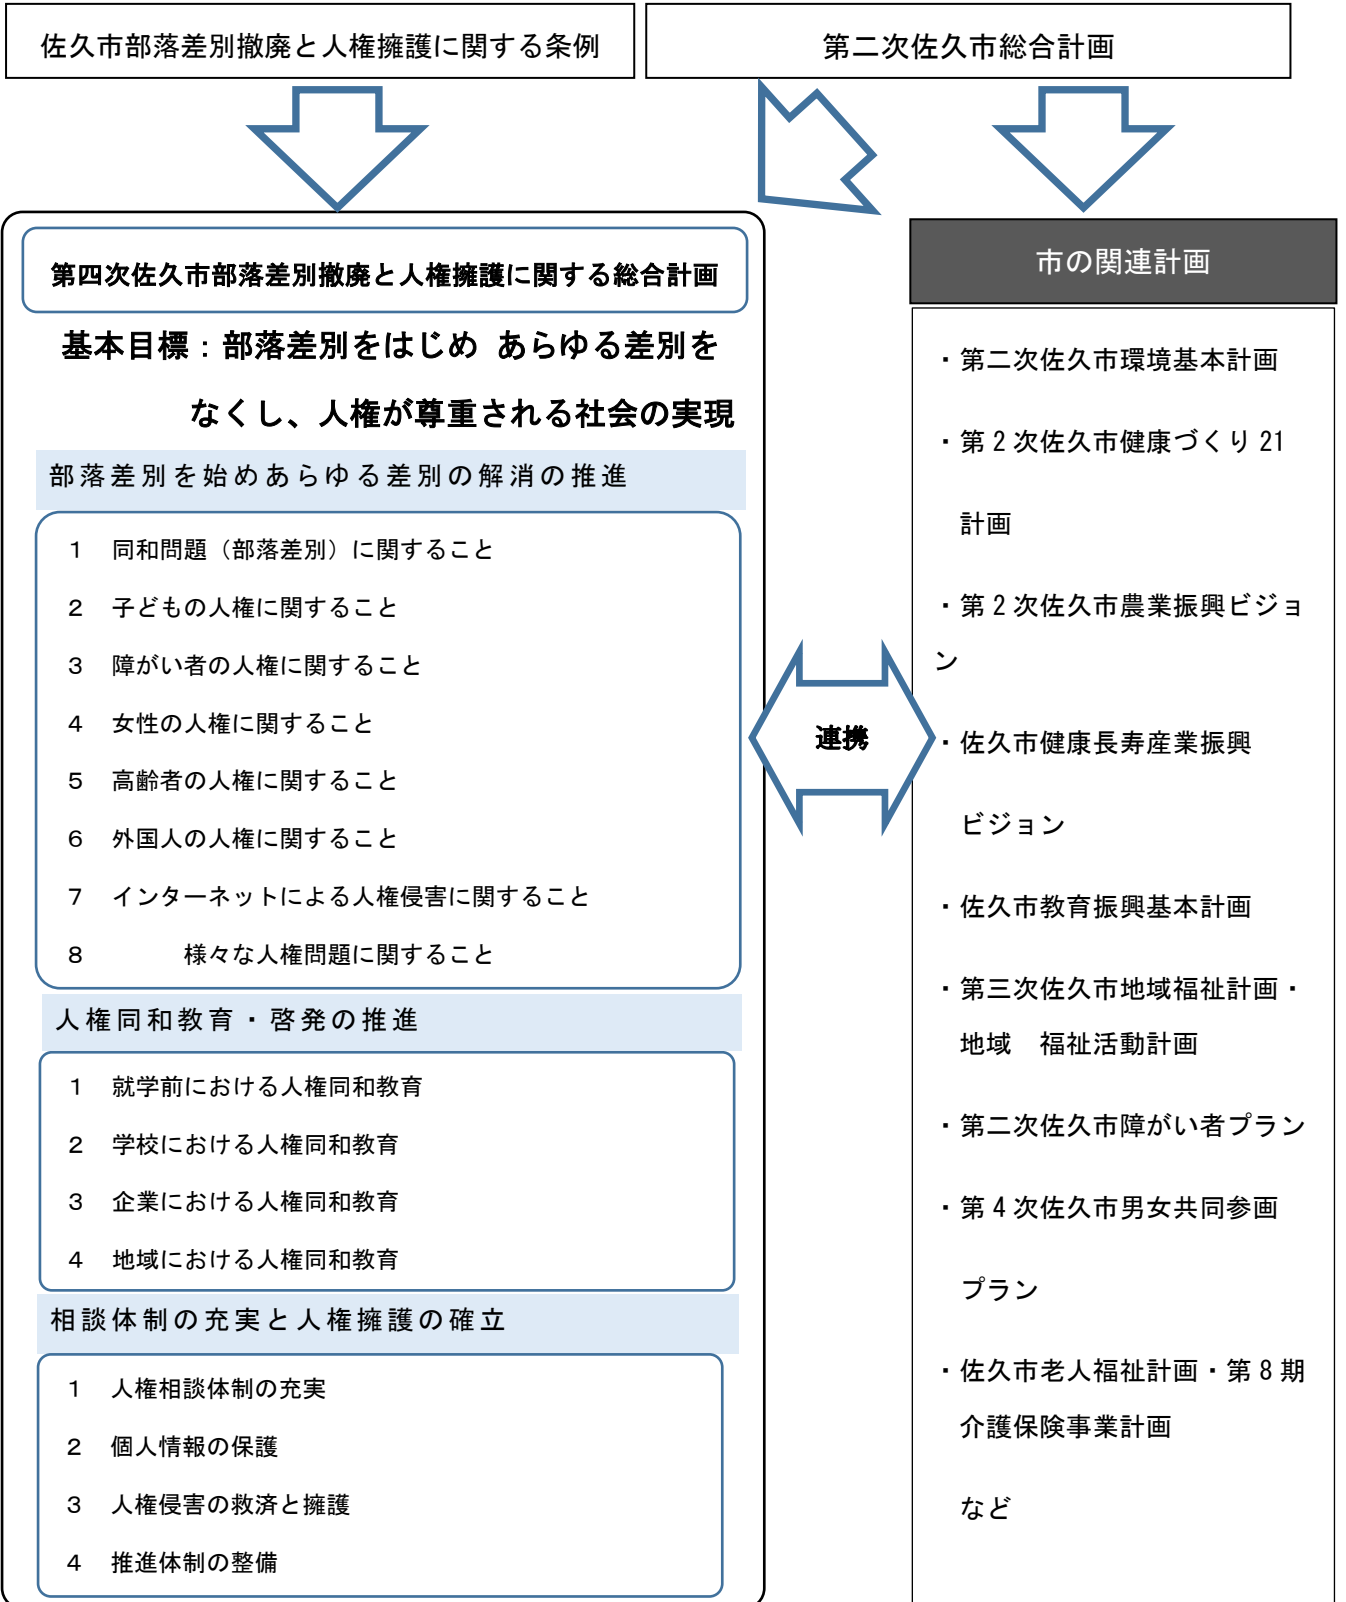 佐久市部落差別撤廃と人権擁護に関する条例
第二次佐久市総合計画
第四次佐久市部落差別撤廃と人権擁護に関する総合計画
基本目標：部落差別をはじめ あらゆる差別を
なくし、人権が尊重される社会の実現
部落差別を始めあらゆる差別の解消の推進
１　同和問題（部落差別）に関すること
２　子どもの人権に関すること
３　障がい者の人権に関すること
４　女性の人権に関すること
５　高齢者の人権に関すること
６　外国人の人権に関すること
７　インターネットによる人権侵害に関すること
８　　　様々な人権問題に関すること
人権同和教育・啓発の推進
１　就学前における人権同和教育
２　学校における人権同和教育
３　企業における人権同和教育
４　地域における人権同和教育
相談体制の充実と人権擁護の確立
１　人権相談体制の充実
２　個人情報の保護
３　人権侵害の救済と擁護
４　推進体制の整備
連携
市の関連計画
・第二次佐久市環境基本計画
・第２次佐久市健康づくり21
計画
・第２次佐久市農業振興ビジョ
ン
・佐久市健康長寿産業振興
ビジョン
・佐久市教育振興基本計画
・第三次佐久市地域福祉計画・
地域　福祉活動計画
・第二次佐久市障がい者プラン
・第４次佐久市男女共同参画
プラン
・佐久市老人福祉計画・第８期
介護保険事業計画
など